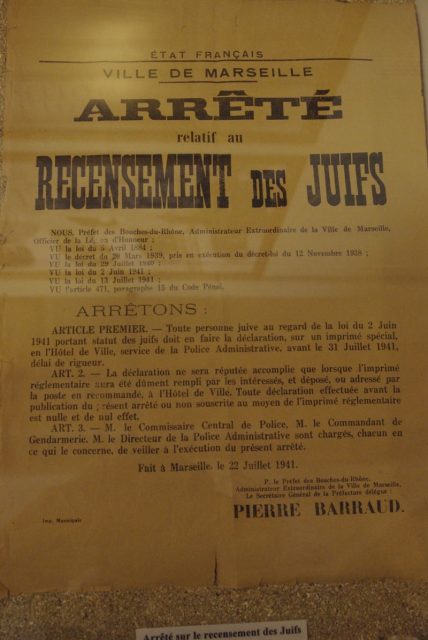 ÉTAT FRANÇAIS
VILLE DE MARSEILLE
ARRÊTÉ
relatif au
RECENSEMENT DES JUIFS
NOUS, Préfet des Bouches-du-Rhône, Administrateur Extraordinaire de la Ville de Marseille,
Officier de la d'Honneur ;
VU la loi du 5 Avril 1884 ;
VU le décret du 20 Mars 1939, pris en exécution du décret-loi du 12 Novembre 1938 ;
VU la loi du 29 Juillet 1940 ;
VU la loi du 2 Juin 1941 ;
VU la loi du 13 Juillet 1941 ;
VU l'article 471, paragraphe 15 du Code Pénal,
ARRÊTONS :
ARTICLE PREMIER. — Toute personne juive au regard de la loi du 2 Juin
1941 portant statut des juifs doit en faire la déclaration, sur un imprimé spécial,
en l'Hôtel de Ville, service de la Police Administrative, avant le 31 Juillet 1941,
délai de rigueur.
ART. 2. — La déclaration ne sera réputée accomplie que lorsque l'imprimé
réglementaire aura été dûment rempli par les intéressés, et déposé, ou adressé par
la poste en recommandé, à l'Hôtel de Ville. Toute déclaration effectuée avant la
publication du présent arrêté ou non souscrite au moyen de l'imprimé réglementaire
est nulle et de nul effet.
ART. 3. — M. le Commissaire Central de Police, M. le Commandant de
Gendarmerie, M. le Directeur de la Police Administrative sont chargés, chacun en
ce qui le concerne, de veiller à l'exécution du présent arrêté.
Fait à Marseille, le 22 Juillet 1941.
P. le Préfet des Bouches-du-Rhône,
Administrateur Extraordinaire de la Ville de Marseille,
Le Secrétaire Général de la Préfecture délégué :
PIERRE BARRAUD.
Imp. Municipale
Arrêté sur le recensement des Juifs